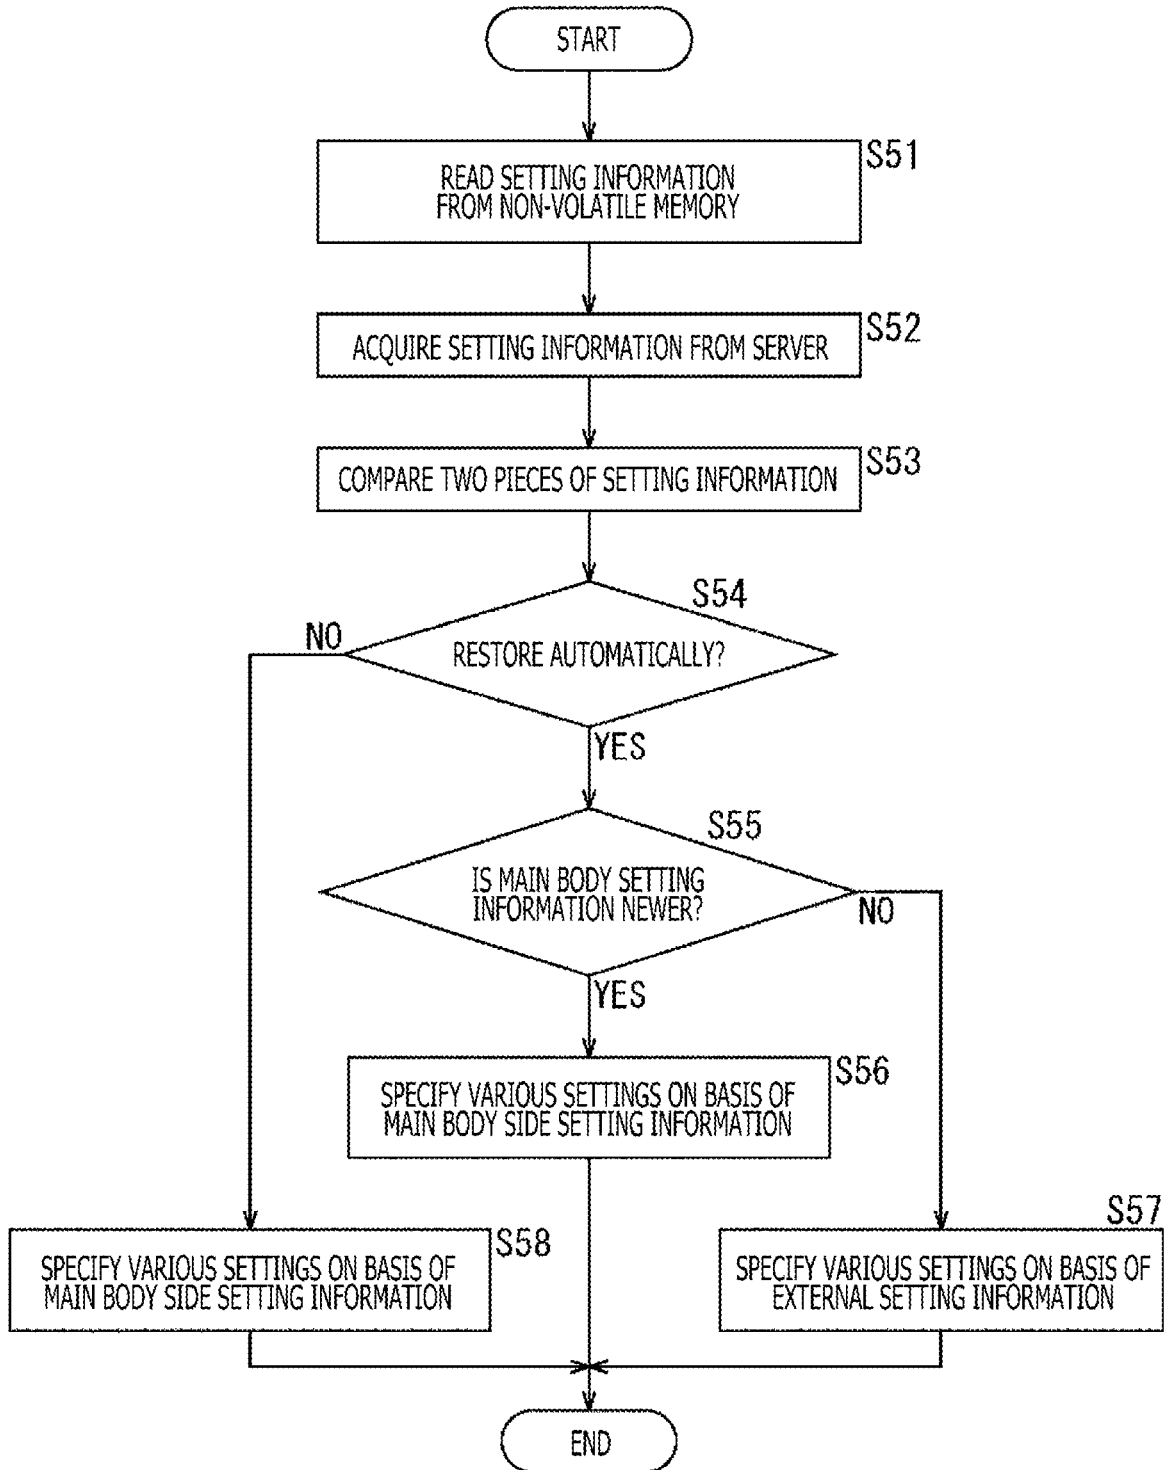 START
S51
READ SETTING INFORMATION
FROM NON-VOLATILE MEMORY
S52
ACQUIRE SETTING INFORMATION FROM SERVER
S53
COMPARE TWO PIECES OF SETTING INFORMATION
S54
NO
RESTORE AUTOMATICALLY?
YES
S55
IS MAIN BODY SETTING
INFORMATION NEWER?
NO
YES
S56
SPECIFY VARIOUS SETTINGS ON BASIS OF
MAIN BODY SIDE SETTING INFORMATION
S58
SPECIFY VARIOUS SETTINGS ON BASIS OF
MAIN BODY SIDE SETTING INFORMATION
S57
SPECIFY VARIOUS SETTINGS ON BASIS OF
EXTERNAL SETTING INFORMATION
END